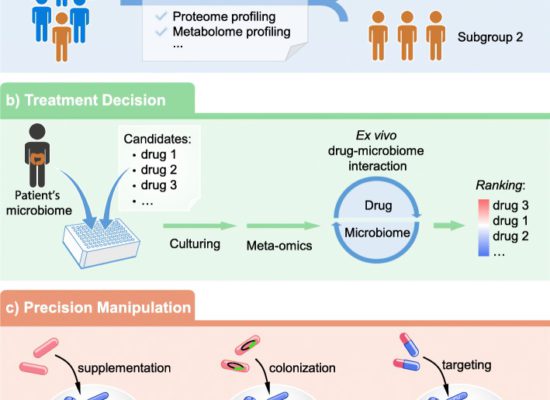 ✓ Proteome profiling
✓ Metabolome profiling
...
Subgroup 2
b) Treatment Decision
Patient's
microbiome
Candidates:
• drug 1
• drug 2
• drug 3
• ...
Culturing
Meta-omics
Ex vivo
drug-microbiome
interaction
Drug
Microbiome
Ranking:
drug 3
drug 1
drug 2
...
c) Precision Manipulation
supplementation
colonization
targeting